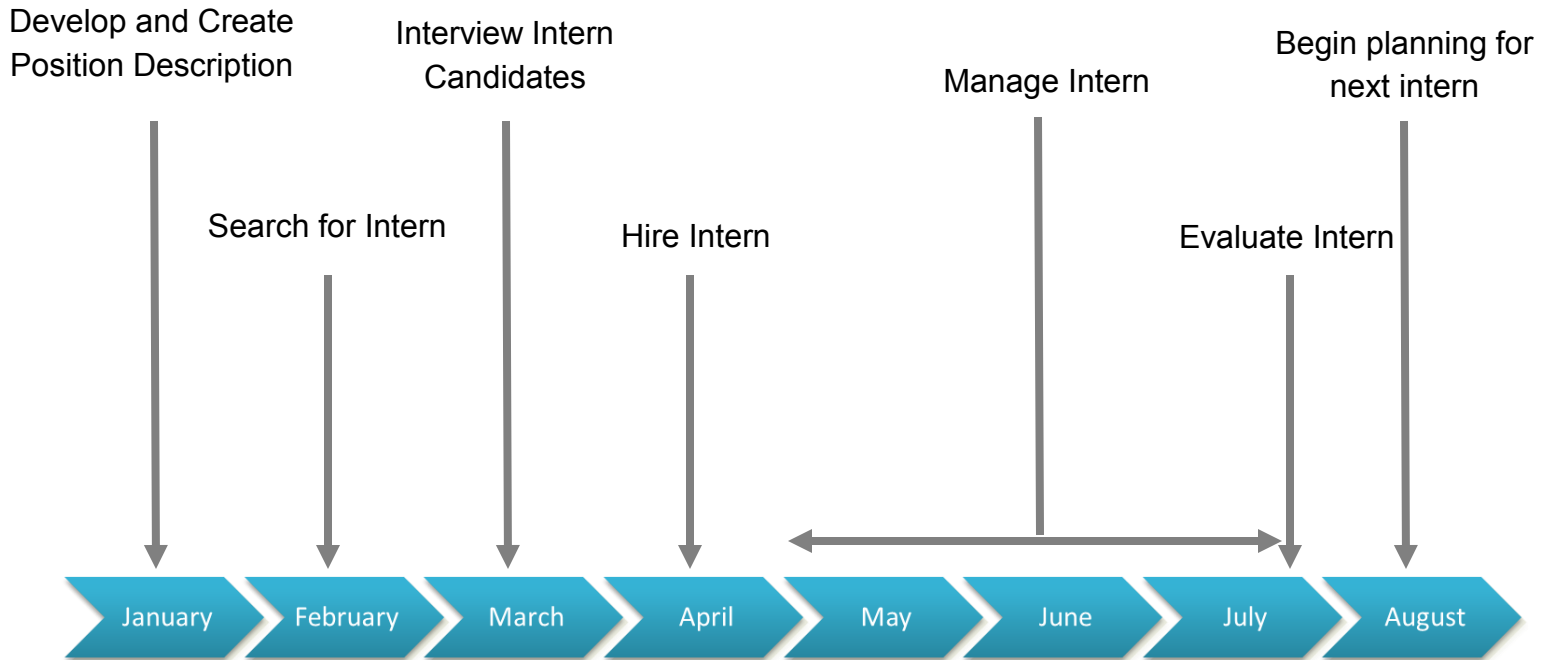 Develop and Create
Position Description
Interview Intern
Candidates
Manage Intern
Begin planning for
next intern
Search for Intern
Hire Intern
Evaluate Intern
January
February
March
April
May
June
July
August